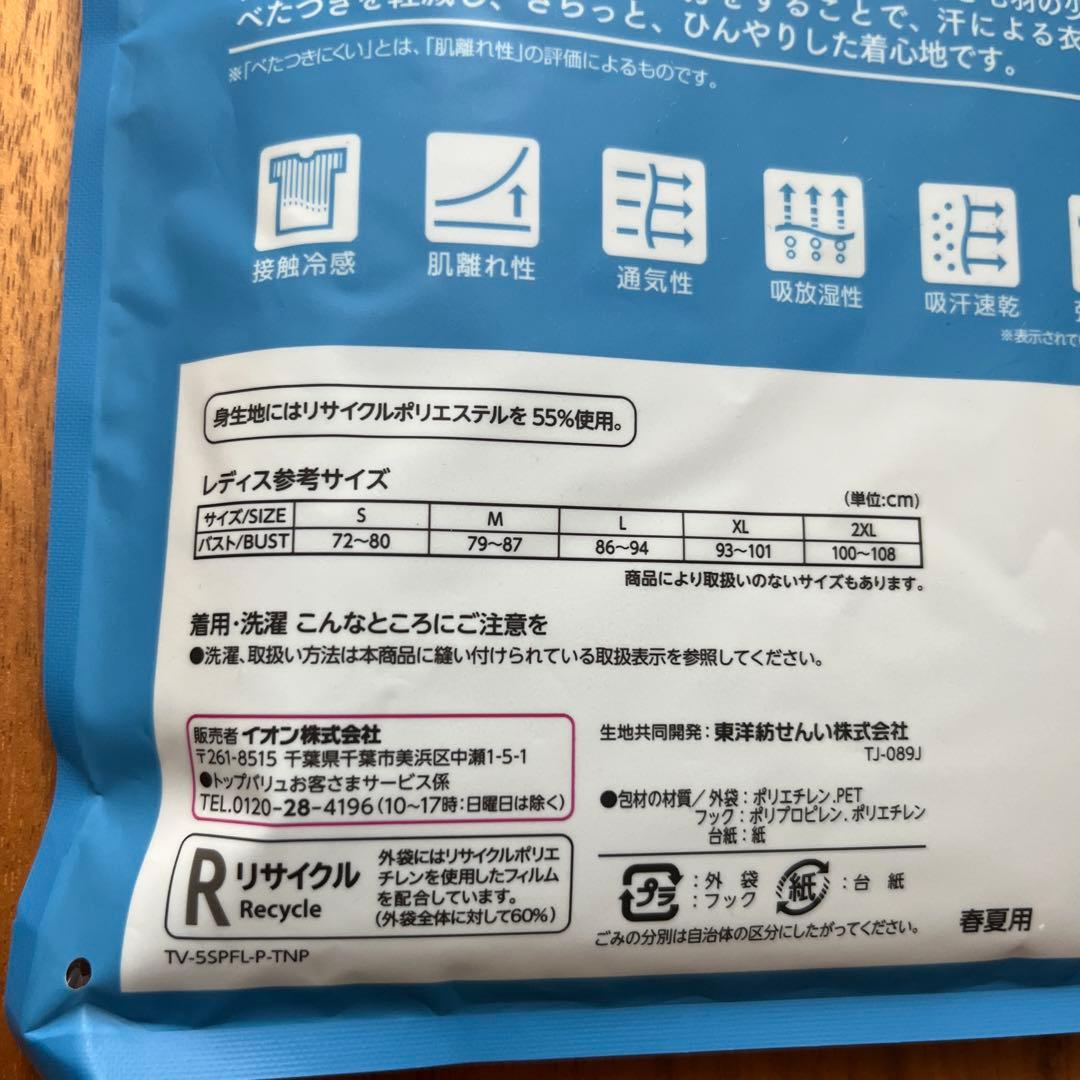 することで、汗による衣
べたつきを軽減し、さらっと、ひんやりした着心地です。
※「べたつきにくい」とは、「肌離れ性」の評価によるものです。
接触冷感
肌離れ性
通気性
吸放湿性
吸汗速乾
※表示されてい
身生地にはリサイクルポリエステルを55%使用。
レディス参考サイズ
(単位:cm)
サイズ/SIZE S M L XL 2XL
バスト/BUST 72〜80 79〜87 86〜94 93〜101 100〜108
商品により取扱いのないサイズもあります。
着用・洗濯 こんなところにご注意を
●洗濯、取扱い方法は本商品に縫い付けられている取扱表示を参照してください。
販売者 イオン株式会社
〒261-8515 千葉県千葉市美浜区中瀬1-5-1
●トップバリュお客さまサービス係
TEL.0120-28-4196(10〜17時:日曜日は除く)
生地共同開発:東洋紡せんい株式会社
TJ-089J
●包材の材質/外袋:ポリエチレン.PET
フック:ポリプロピレン.ポリエチレン
台紙:紙
R リサイクル
Recycle
外袋にはリサイクルポリエ
チレンを使用したフィルム
を配合しています。
(外袋全体に対して60%)
プラ :外袋
:フック
紙 :台紙
ごみの分別は自治体の区分にしたがってください。
春夏用
TV-5SPFL-P-TNP